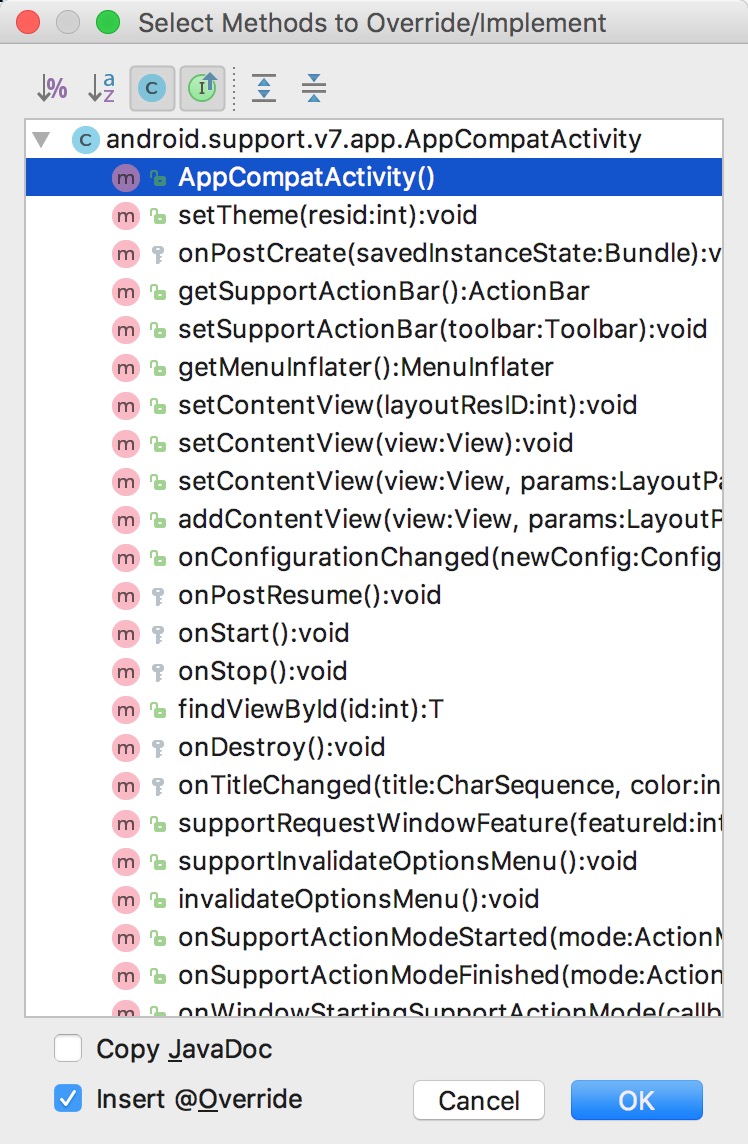 Select Methods to Override/Implement
android.support.v7.app.AppCompatActivity
AppCompatActivity()
setTheme(resid:int):void
onPostCreate(savedInstanceState:Bundle):v
getSupportActionBar():ActionBar
setSupportActionBar(toolbar:Toolbar):void
getMenuInflater():MenuInflater
setContentView(layoutResID:int):void
setContentView(view:View):void
setContentView(view:View, params:LayoutPa
addContentView(view:View, params:LayoutP
onConfigurationChanged(newConfig:Config
onPostResume():void
onStart():void
onStop():void
findViewById(id:int):T
onDestroy():void
onTitleChanged(title:CharSequence, color:in
supportRequestWindowFeature(featureId:int
supportInvalidateOptionsMenu():void
invalidateOptionsMenu():void
onSupportActionModeStarted(mode:ActionM
onSupportActionModeFinished(mode:Action
onWindowStartingSupportActionMode(callb
Copy JavaDoc
Insert @Override
Cancel
OK